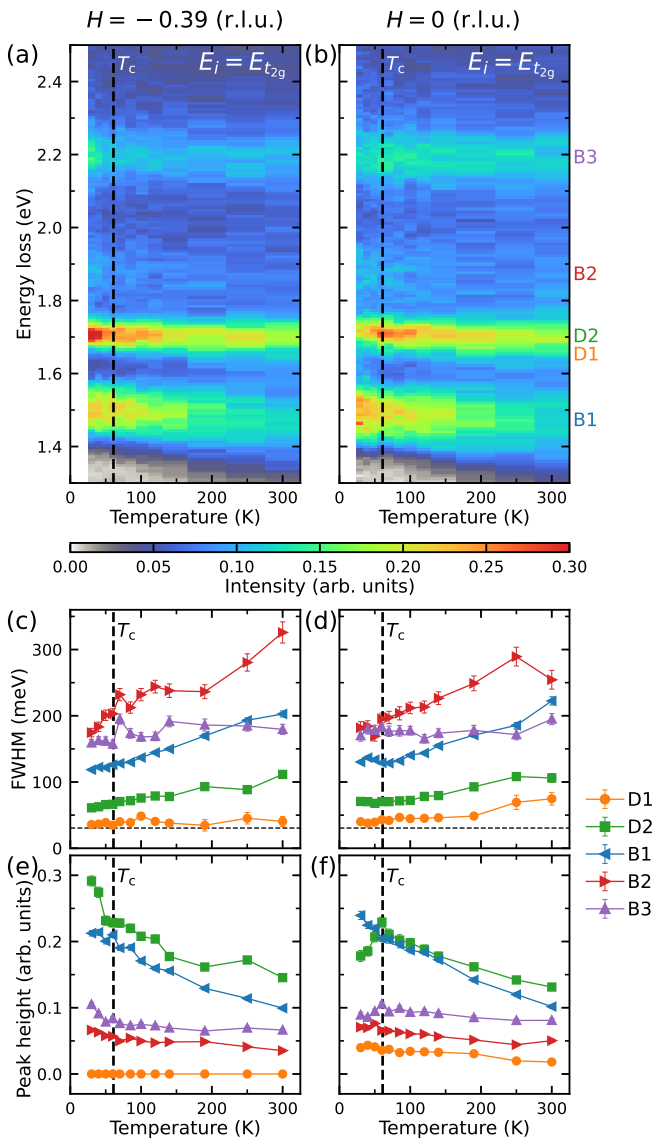 H = −0.39 (r.l.u.)
H = 0 (r.l.u.)
(a)
Tc
Ei = Et2g
(b)
Tc
Ei = Et2g
2.4
2.2
2.0
1.8
1.6
1.4
Energy loss (eV)
B3
B2
D2
D1
B1
0 100 200 300
0 100 200 300
Temperature (K)
Temperature (K)
0.00 0.05 0.10 0.15 0.20 0.25 0.30
Intensity (arb. units)
(c)
Tc
(d)
Tc
300
200
100
0
FWHM (meV)
(e)
Tc
(f)
Tc
0.3
0.2
0.1
0.0
Peak height (arb. units)
0 100 200 300
0 100 200 300
Temperature (K)
Temperature (K)
D1
D2
B1
B2
B3